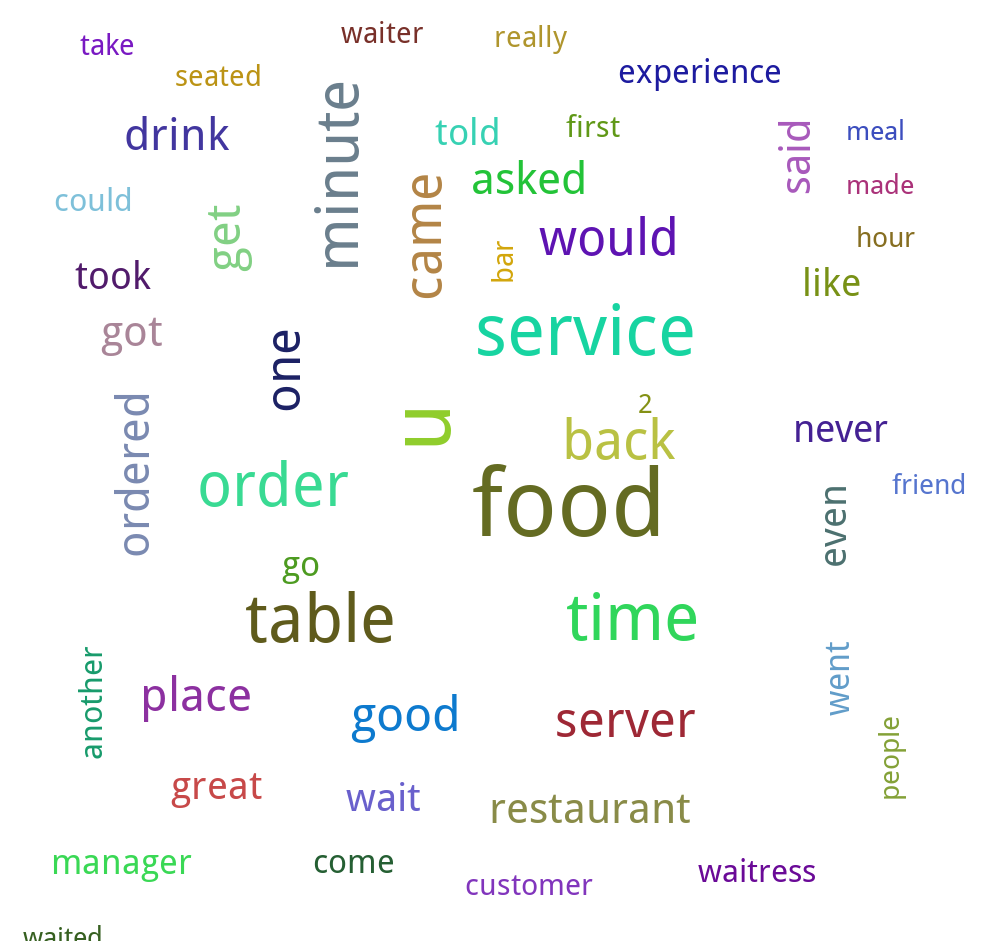 take
waiter
really
seated
experience
drink
minute
told
first
said
meal
asked
made
could
get
came
would
bar
hour
took
like
got
one
service
ordered
u
2
back
never
order
food
friend
even
go
table
time
another
place
good
server
went
people
great
wait
restaurant
manager
come
customer
waitress
waited